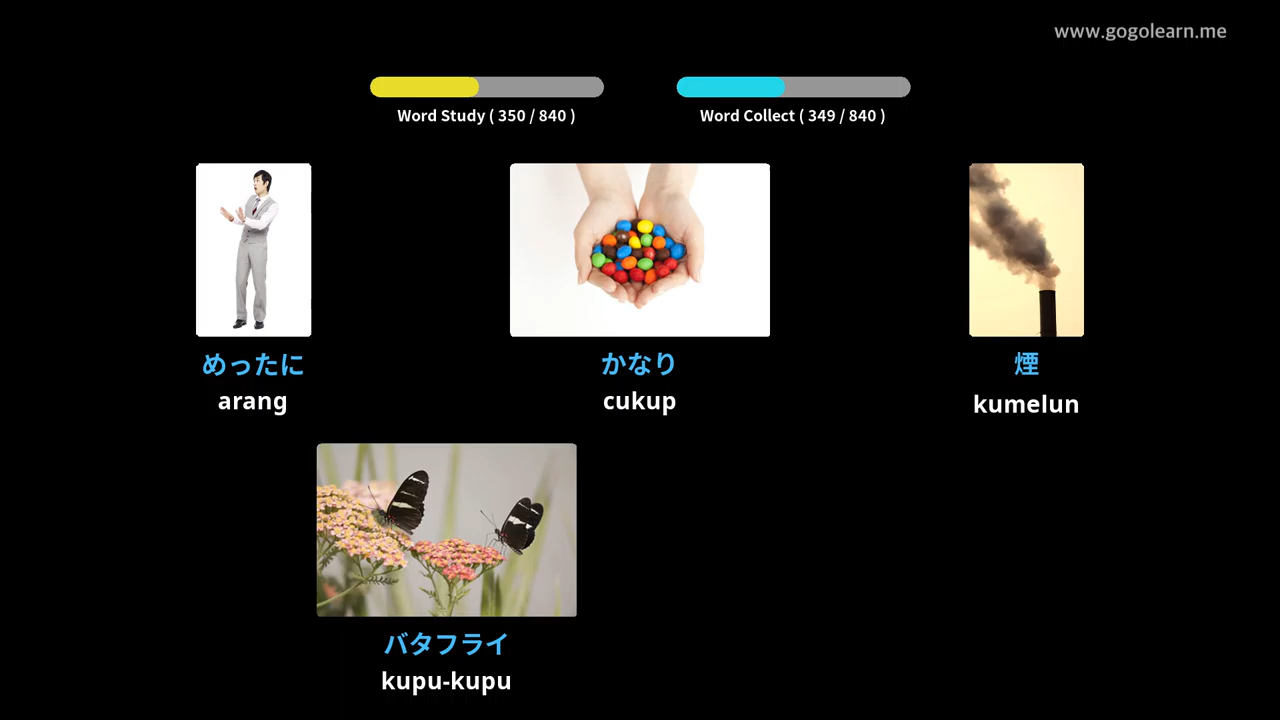 www.gogolearn.me
Word Study ( 350 / 840 )
Word Collect ( 349 / 840 )
めったに
arang
かなり
cukup
煙
kumelun
バタフライ
kupu-kupu